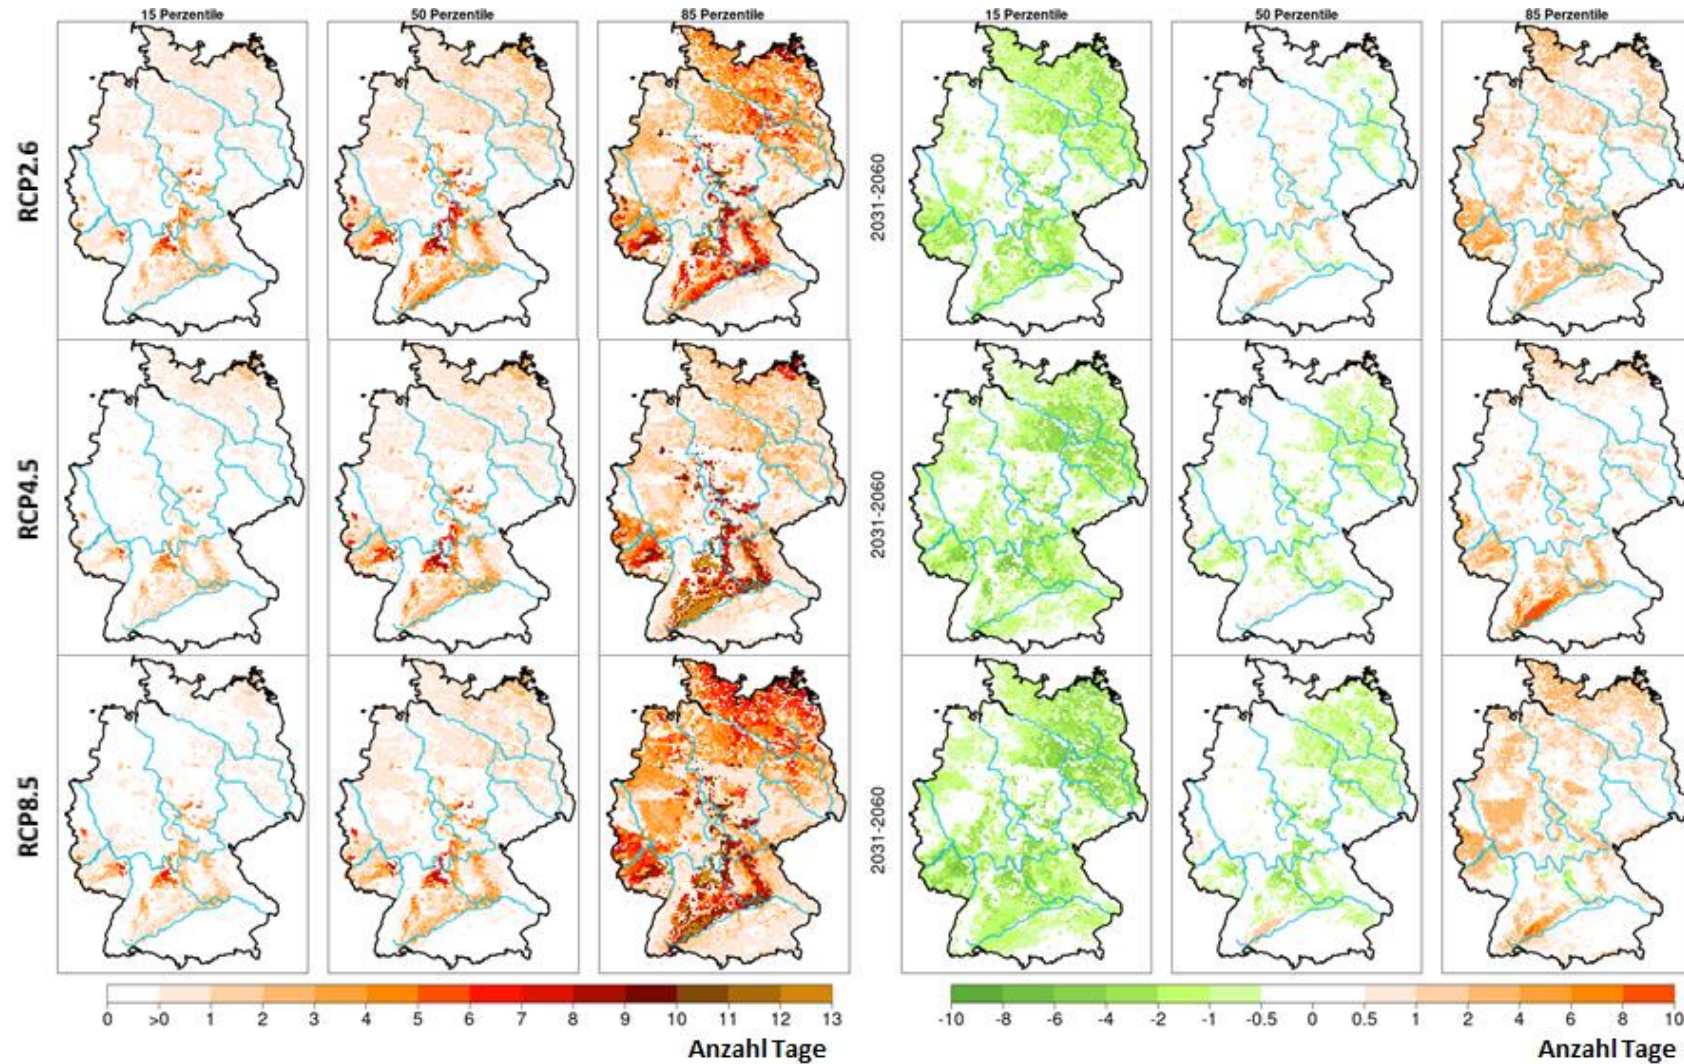 15 Perzentile 50 Perzentile 85 Perzentile 15 Perzentile 50 Perzentile 85 Perzentile
RCP2.6
2031-2060
RCP4.5
2031-2060
RCP8.5
2031-2060
0 >0 1 2 3 4 5 6 7 8 9 10 11 12 13
-10 -6 -4 -2 -1 -0.5 0 0.5 1 2 4 6 8 10
Anzahl Tage Anzahl Tage